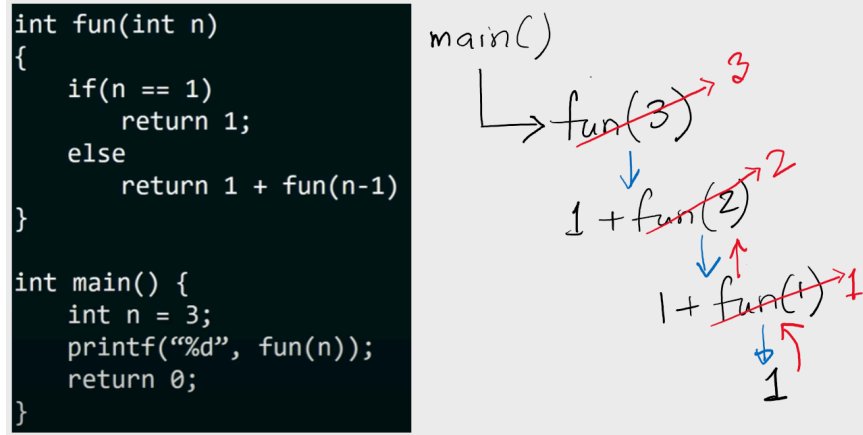 int fun(int n)
{
if(n == 1)
return 1;
else
return 1 + fun(n-1)
}
int main() {
int n = 3;
printf(“%d”, fun(n));
return 0;
}
main()
fun(3) 3
1 + fun(2) 2
1 + fun(1) 1
1